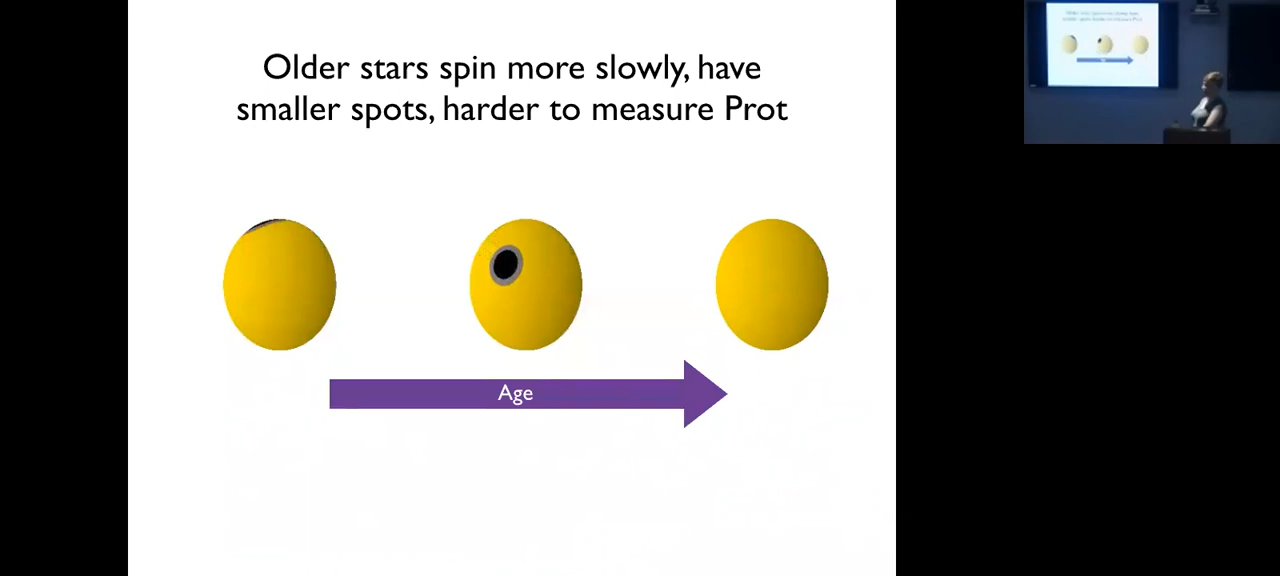 Older stars spin more slowly, have
smaller spots, harder to measure Prot
Age